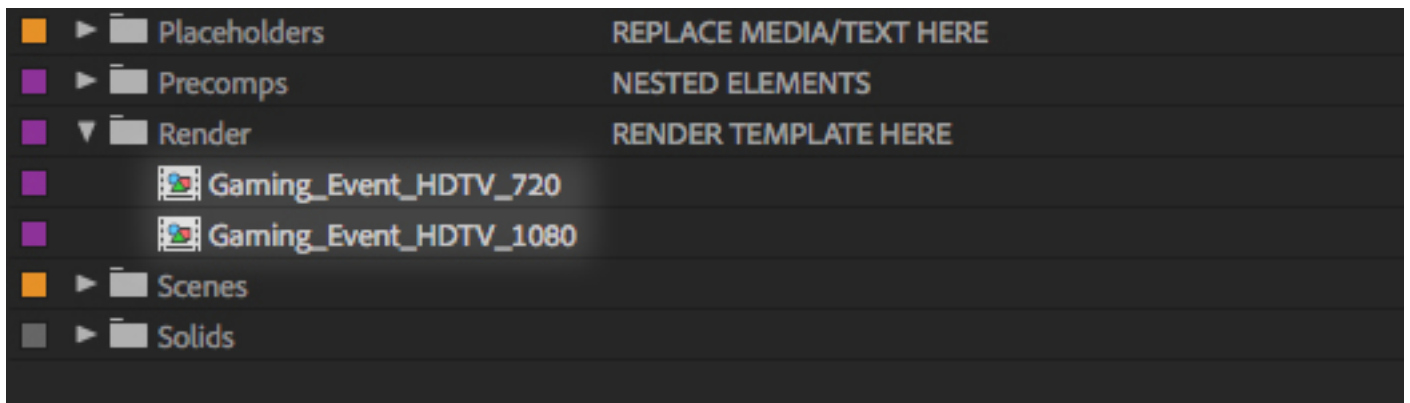 Placeholders REPLACE MEDIA/TEXT HERE
Precomps NESTED ELEMENTS
Render RENDER TEMPLATE HERE
Gaming_Event_HDTV_720
Gaming_Event_HDTV_1080
Scenes
Solids